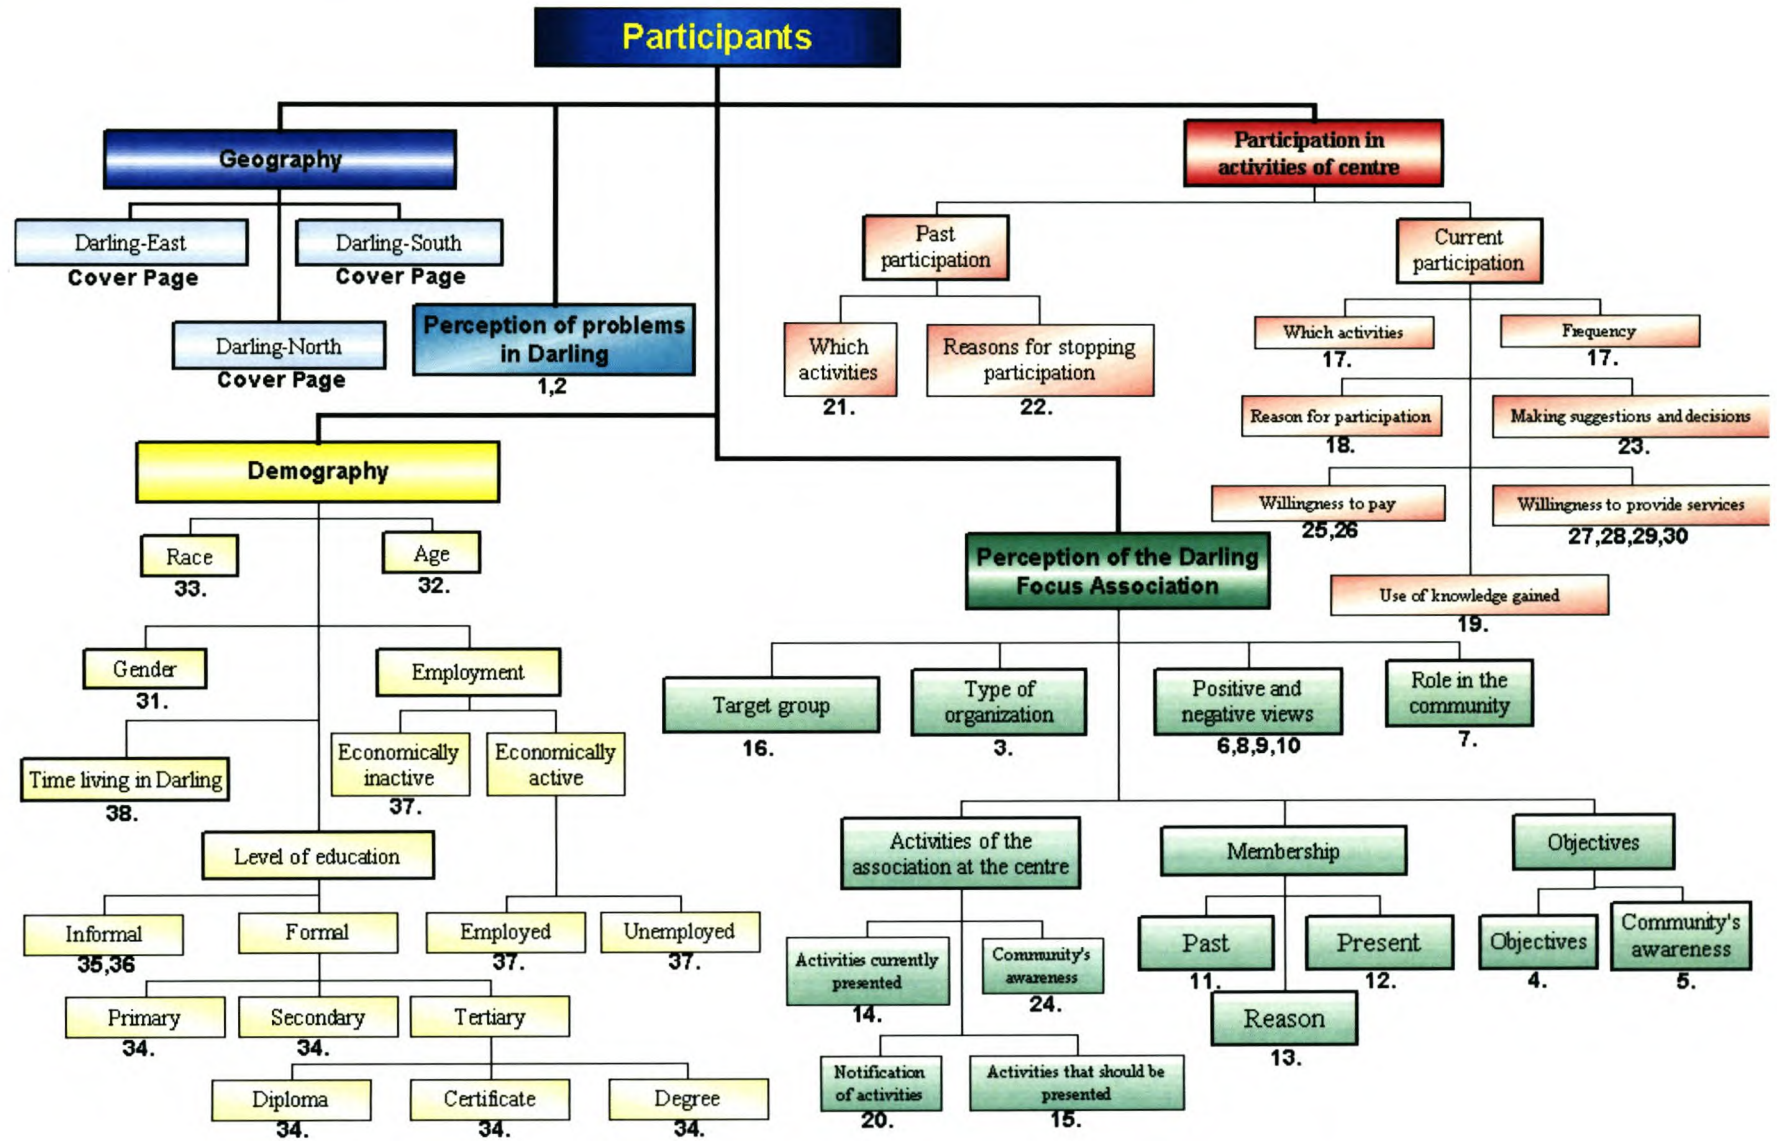 Participants
Geography
Darling-East
Cover Page
Darling-South
Cover Page
Darling-North
Cover Page
Perception of problems
in Darling
1,2
Participation in
activities of centre
Past
participation
Which
activities
21.
Reasons for stopping
participation
22.
Current
participation
Which activities
17.
Frequency
17.
Reason for participation
18.
Making suggestions and decisions
23.
Willingness to pay
25,26
Willingness to provide services
27,28,29,30
Use of knowledge gained
19.
Demography
Race
33.
Age
32.
Gender
31.
Employment
Economically
inactive
37.
Economically
active
Time living in Darling
38.
Level of education
Informal
35,36
Formal
Employed
37.
Unemployed
37.
Primary
34.
Secondary
34.
Tertiary
Diploma
34.
Certificate
34.
Degree
34.
Perception of the Darling
Focus Association
Target group
16.
Type of
organization
3.
Positive and
negative views
6,8,9,10
Role in the
community
7.
Activities of the
association at the centre
Activities currently
presented
14.
Community's
awareness
24.
Notification
of activities
20.
Activities that should be
presented
15.
Membership
Past
11.
Present
12.
Reason
13.
Objectives
Objectives
4.
Community's
awareness
5.